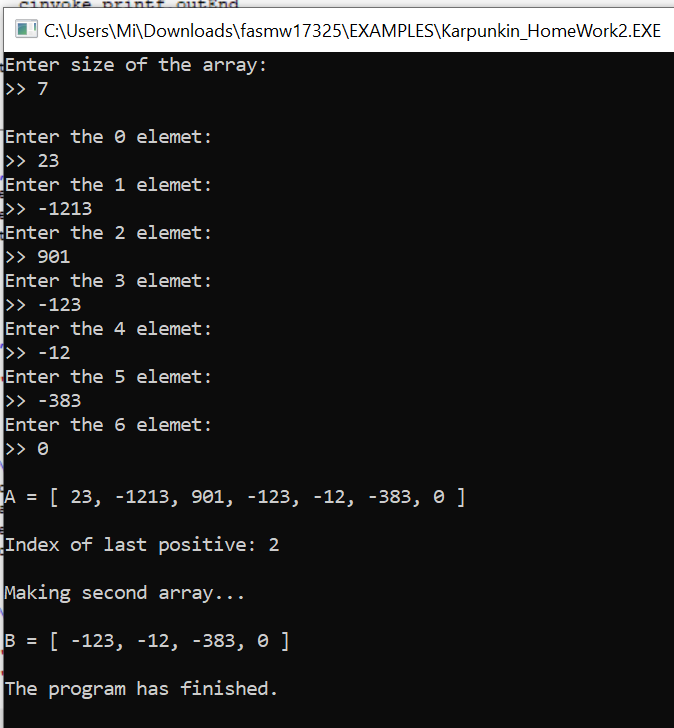 cinvoke printf, outEnd
C:\Users\Mi\Downloads\fasmw17325\EXAMPLES\Karpunkin_HomeWork2.EXE
Enter size of the array:
>> 7
Enter the 0 elemet:
>> 23
Enter the 1 elemet:
>> -1213
Enter the 2 elemet:
>> 901
Enter the 3 elemet:
>> -123
Enter the 4 elemet:
>> -12
Enter the 5 elemet:
>> -383
Enter the 6 elemet:
>> 0
A = [ 23, -1213, 901, -123, -12, -383, 0 ]
Index of last positive: 2
Making second array...
B = [ -123, -12, -383, 0 ]
The program has finished.